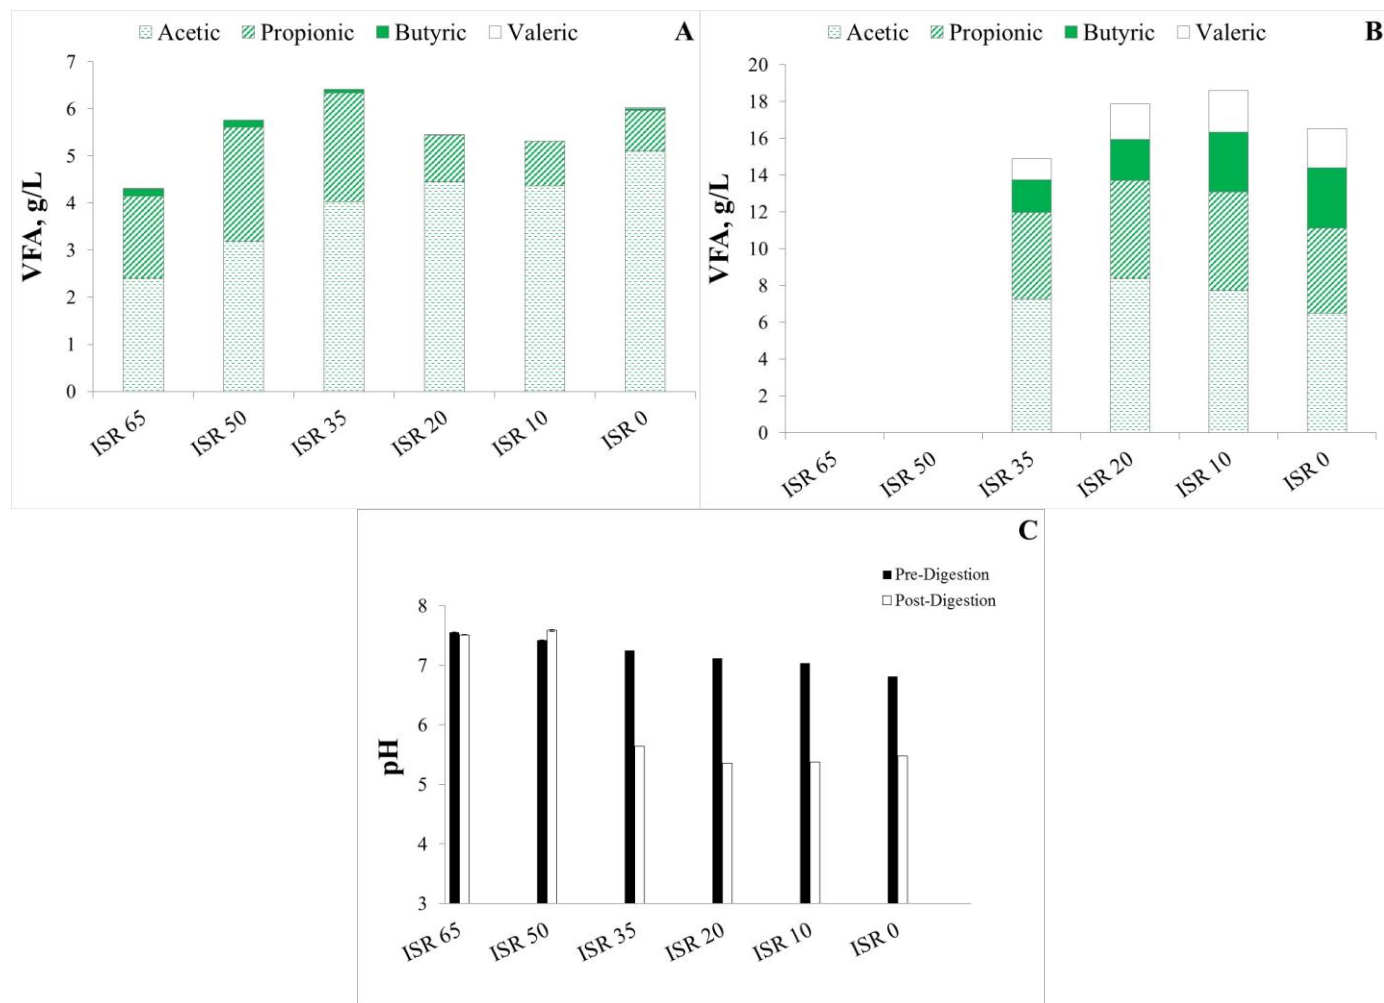 Acetic Propionic Butyric Valeric A
7
6
5
4
3
2
1
0
VFA, g/L
ISR 65 ISR 50 ISR 35 ISR 20 ISR 10 ISR 0
Acetic Propionic Butyric Valeric B
20
18
16
14
12
10
8
6
4
2
0
VFA, g/L
ISR 65 ISR 50 ISR 35 ISR 20 ISR 10 ISR 0
C
Pre-Digestion
Post-Digestion
8
7
6
5
4
3
pH
ISR 65 ISR 50 ISR 35 ISR 20 ISR 10 ISR 0